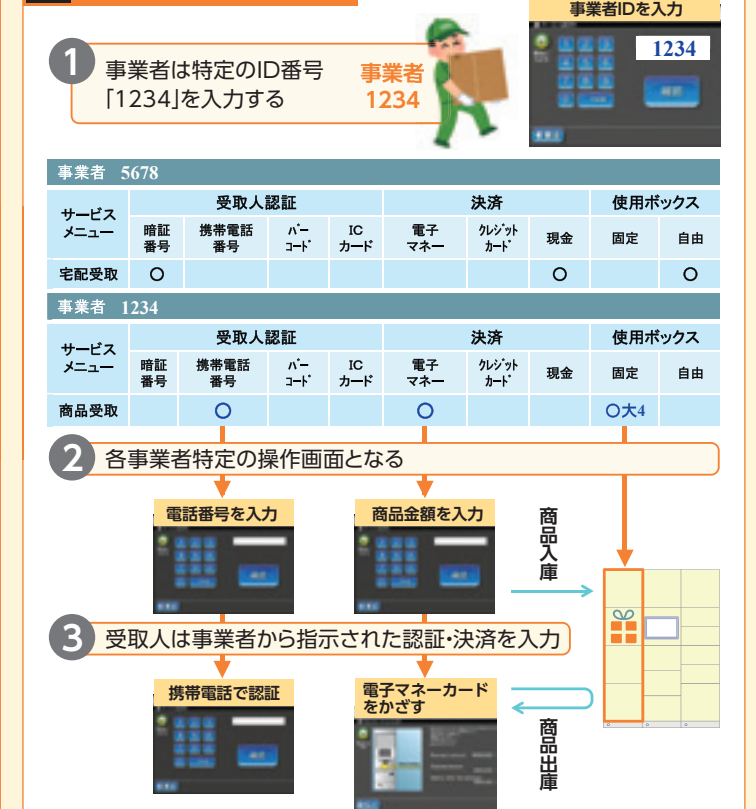 事業者IDを入力
1234
1
事業者は特定のID番号
「1234」を入力する
事業者
1234
事業者 5678
サービス
メニュー
受取人認証
決済
使用ボックス
暗証
番号
携帯電話
番号
バー
コード
IC
カード
電子
マネー
クレジット
カード
現金
固定
自由
宅配受取 ○ ○ ○
事業者 1234
サービス
メニュー
受取人認証
決済
使用ボックス
暗証
番号
携帯電話
番号
バー
コード
IC
カード
電子
マネー
クレジット
カード
現金
固定
自由
商品受取 ○ ○ ○大4
2
各事業者特定の操作画面となる
電話番号を入力
商品金額を入力
商品入庫
3
受取人は事業者から指示された認証・決済を入力
携帯電話で認証
電子マネーカード
をかざす
商品出庫